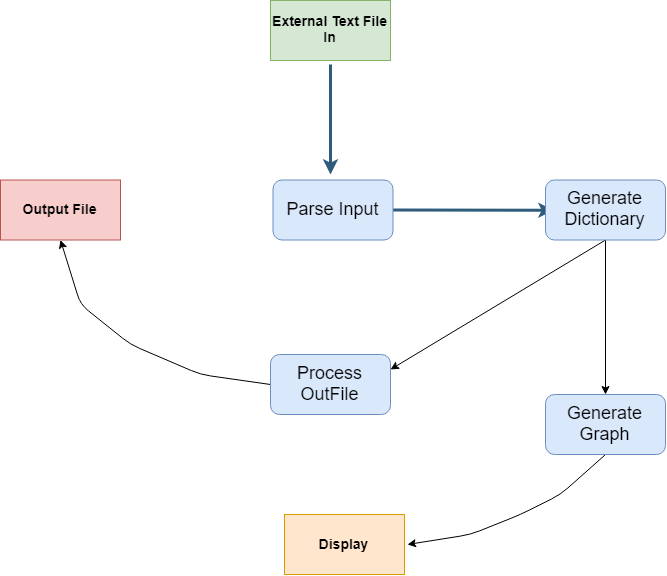 External Text File
In
Output File
Parse Input
Generate
Dictionary
Process
OutFile
Generate
Graph
Display